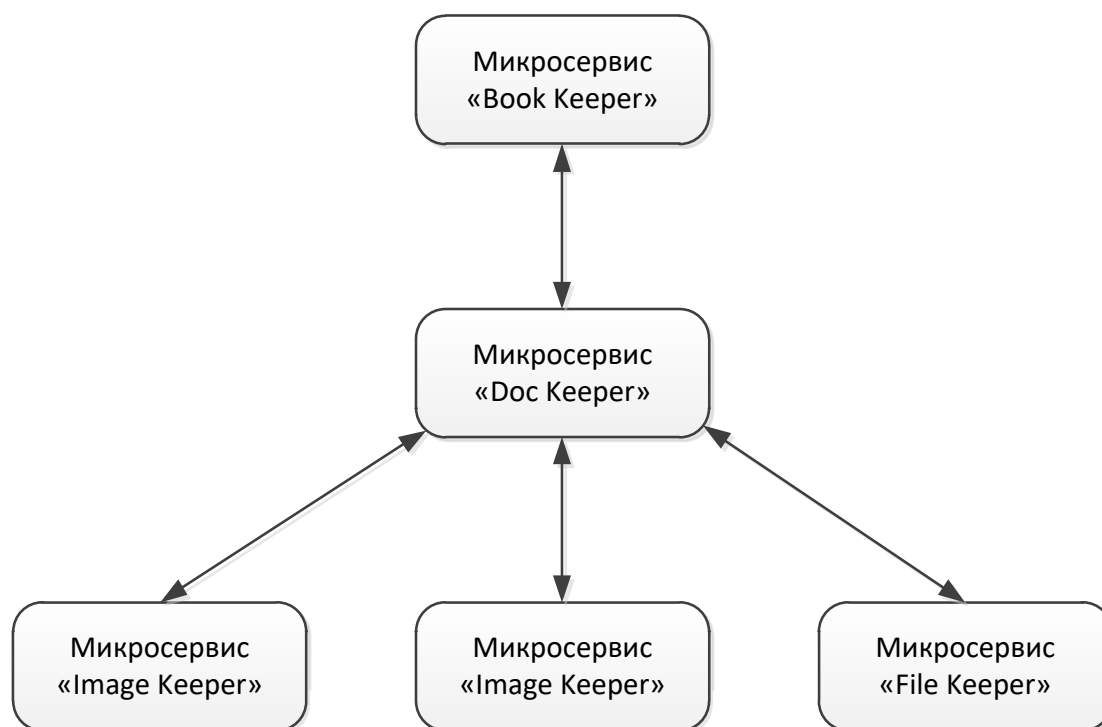 Микросервис
«Book Keeper»
Микросервис
«Doc Keeper»
Микросервис
«Image Keeper»
Микросервис
«Image Keeper»
Микросервис
«File Keeper»